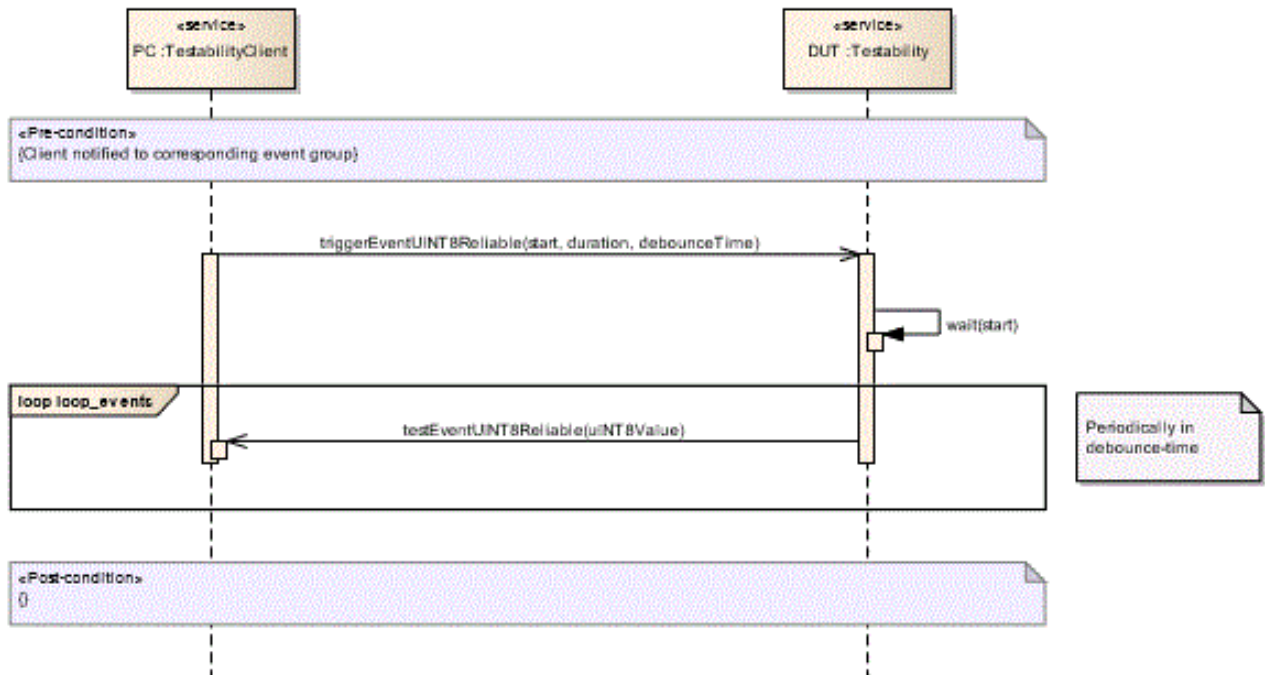 «service»
PC :TestabilityClient
«service»
DUT :Testability
«Pre-condition»
{Client notified to corresponding event group}
triggerEventUINT8Reliable(start, duration, debounceTime)
wait(start)
loop loop_events
testEventUINT8Reliable(uINT8Value)
Periodically in
debounce-time
«Post-condition»
{}